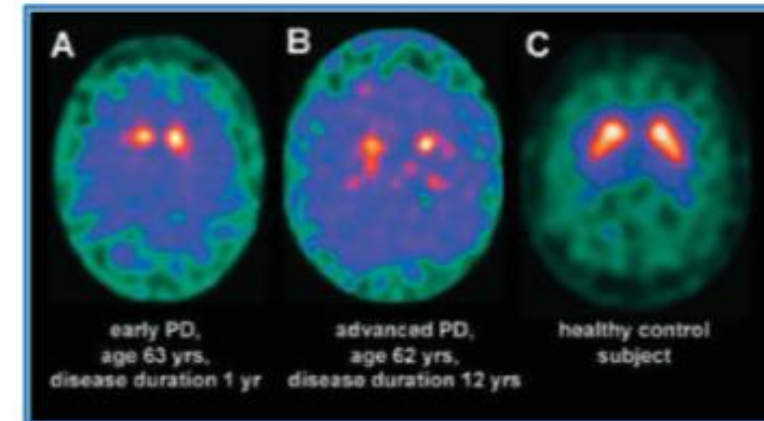 A
B
C
early PD,
age 63 yrs,
disease duration 1 yr
advanced PD,
age 62 yrs,
disease duration 12 yrs
healthy control
subject